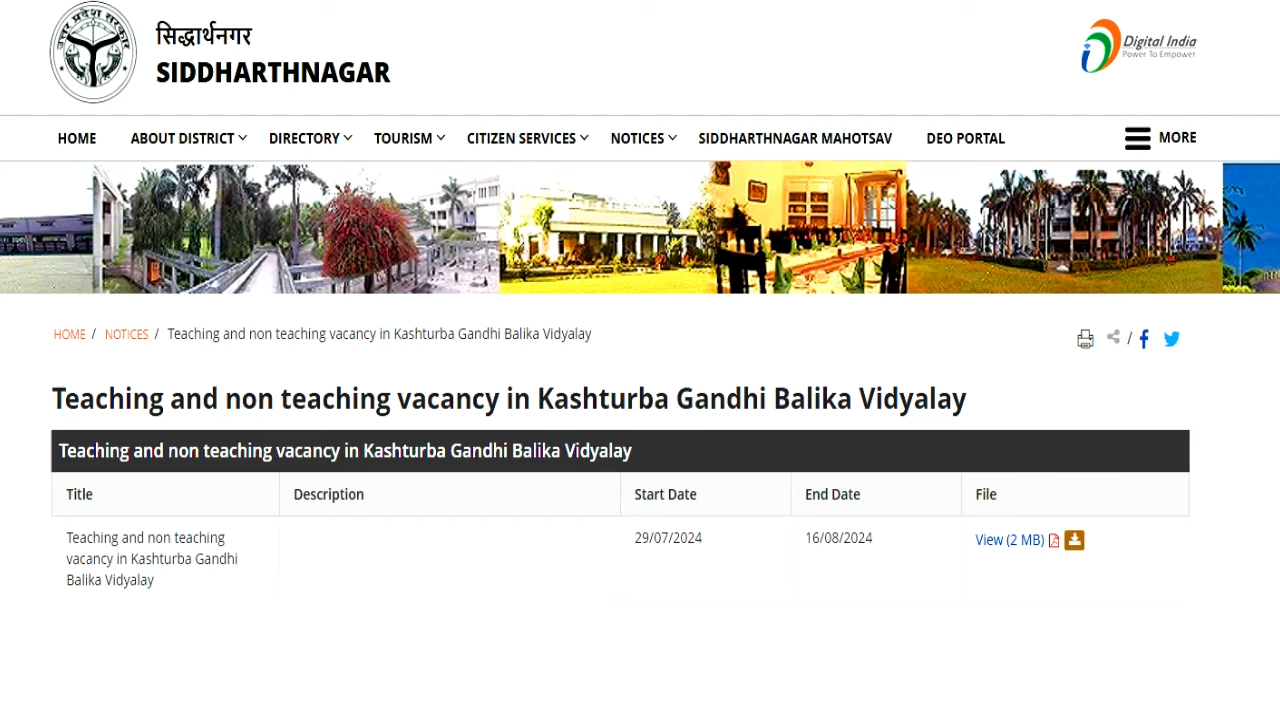 उत्तर प्रदेश सरकार
सिद्धार्थनगर
SIDDHARTHNAGAR
Digital India
Power To Empower
HOME ABOUT DISTRICT DIRECTORY TOURISM CITIZEN SERVICES NOTICES SIDDHARTHNAGAR MAHOTSAV DEO PORTAL MORE
HOME / NOTICES / Teaching and non teaching vacancy in Kashturba Gandhi Balika Vidyalay
/
Teaching and non teaching vacancy in Kashturba Gandhi Balika Vidyalay
Teaching and non teaching vacancy in Kashturba Gandhi Balika Vidyalay
Title Description Start Date End Date File
Teaching and non teaching 29/07/2024 16/08/2024 View (2 MB)
vacancy in Kashturba Gandhi
Balika Vidyalay